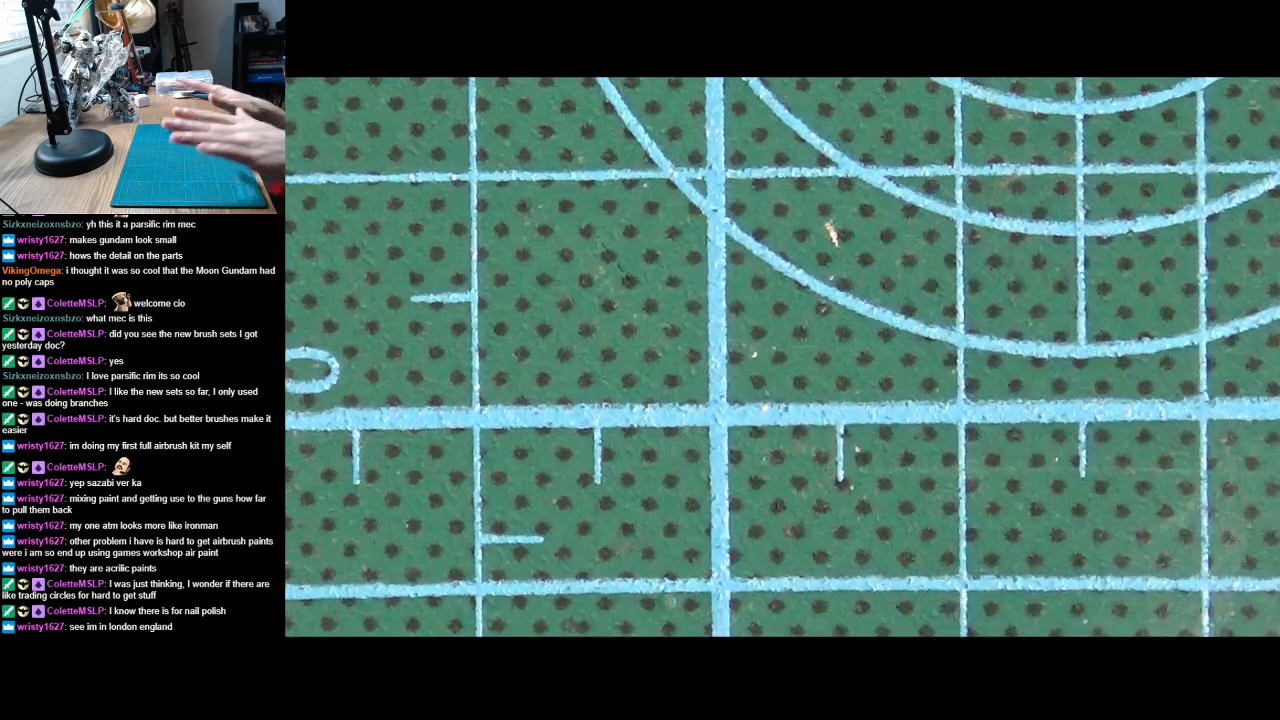 Sizkxneizoxnsbzo: yh this it a parsific rim mec
wristy1627: makes gundam look small
wristy1627: hows the detail on the parts
VikingOmega: i thought it was so cool that the Moon Gundam had
no poly caps
ColetteMSLP: welcome cio
Sizkxneizoxnsbzo: what mec is this
ColetteMSLP: did you see the new brush sets I got
yesterday doc?
ColetteMSLP: yes
Sizkxneizoxnsbzo: I love parsific rim its so cool
ColetteMSLP: I like the new sets so far, I only used
one - was doing branches
ColetteMSLP: it's hard doc. but better brushes make it
easier
wristy1627: im doing my first full airbrush kit my self
ColetteMSLP:
wristy1627: yep sazabi ver ka
wristy1627: mixing paint and getting use to the guns how far
to pull them back
wristy1627: my one atm looks more like ironman
wristy1627: other problem i have is hard to get airbrush paints
were i am so end up using games workshop air paint
wristy1627: they are acrilic paints
ColetteMSLP: I was just thinking, I wonder if there are
like trading circles for hard to get stuff
ColetteMSLP: I know there is for nail polish
wristy1627: see im in london england
0